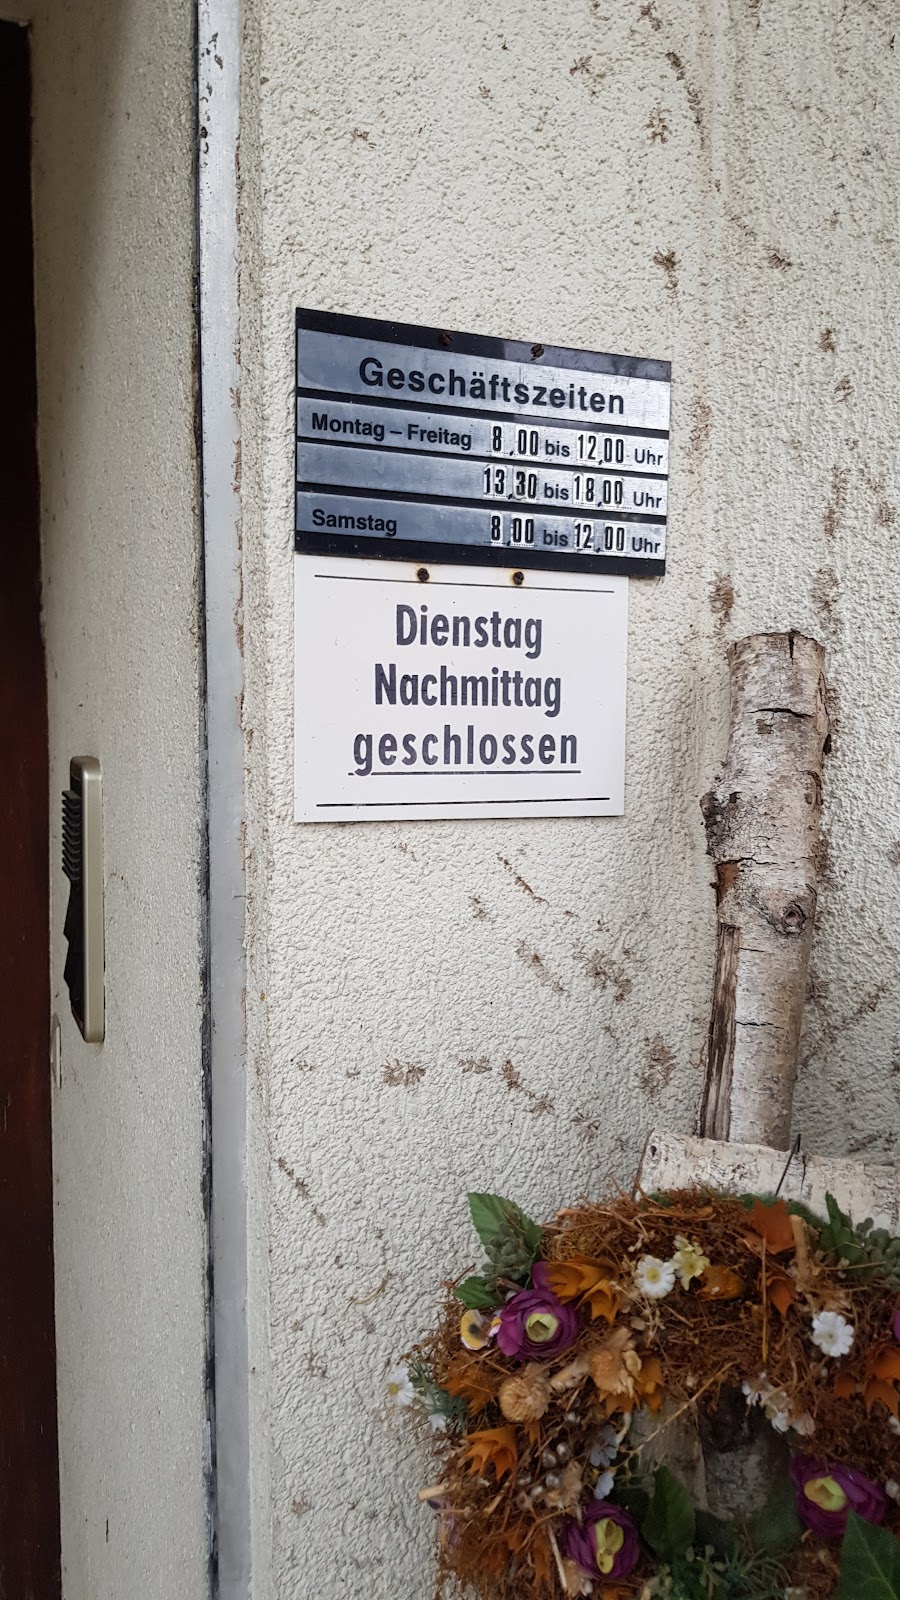 Geschäftszeiten
Montag – Freitag 8.00 bis 12.00 Uhr
13.30 bis 18.00 Uhr
Samstag 8.00 bis 12.00 Uhr
Dienstag
Nachmittag
geschlossen